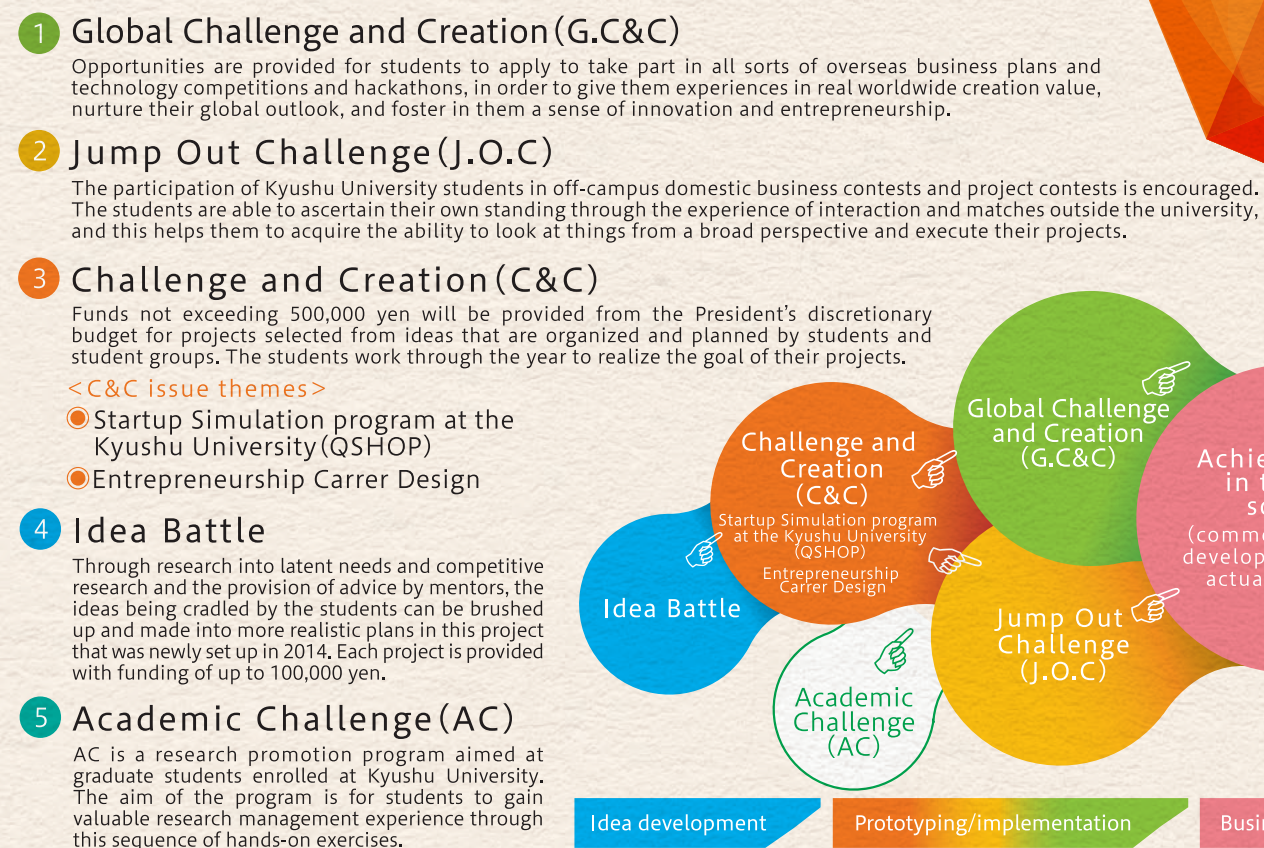 1 Global Challenge and Creation (G.C&C)
Opportunities are provided for students to apply to take part in all sorts of overseas business plans and
technology competitions and hackathons, in order to give them experiences in real worldwide creation value,
nurture their global outlook, and foster in them a sense of innovation and entrepreneurship.
2 Jump Out Challenge (J.O.C)
The participation of Kyushu University students in off-campus domestic business contests and project contests is encouraged.
The students are able to ascertain their own standing through the experience of interaction and matches outside the university,
and this helps them to acquire the ability to look at things from a broad perspective and execute their projects.
3 Challenge and Creation (C&C)
Funds not exceeding 500,000 yen will be provided from the President's discretionary
budget for projects selected from ideas that are organized and planned by students and
student groups. The students work through the year to realize the goal of their projects.
<C&C issue themes>
Startup Simulation program at the
Kyushu University (QSHOP)
Entrepreneurship Carrer Design
4 Idea Battle
Through research into latent needs and competitive
research and the provision of advice by mentors, the
ideas being cradled by the students can be brushed
up and made into more realistic plans in this project
that was newly set up in 2014. Each project is provided
with funding of up to 100,000 yen.
5 Academic Challenge (AC)
AC is a research promotion program aimed at
graduate students enrolled at Kyushu University.
The aim of the program is for students to gain
valuable research management experience through
this sequence of hands-on exercises.
Idea Battle
Challenge and
Creation
(C&C)
Startup Simulation program
at the Kyushu University
(QSHOP)
Entrepreneurship
Carrer Design
Academic
Challenge
(AC)
Global Challenge
and Creation
(G.C&C)
Jump Out
Challenge
(J.O.C)
in
Idea development
Prototyping/implementation